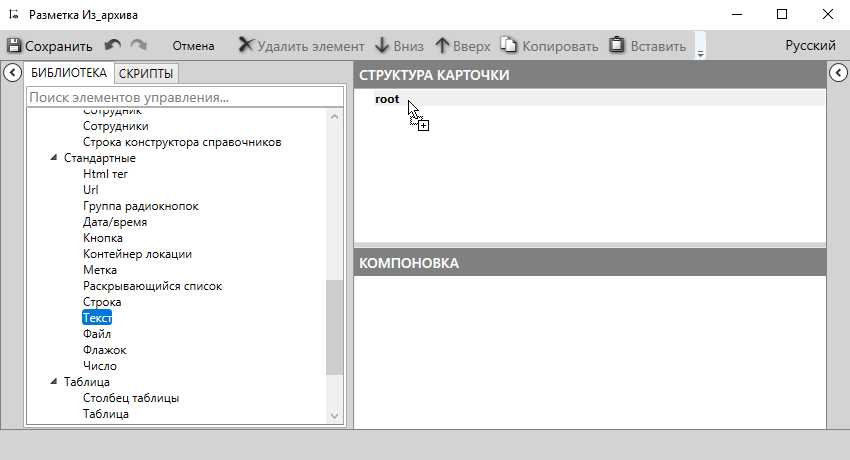 Разметка Из_архива
Сохранить Отмена Удалить элемент Вниз Вверх Копировать Вставить Русский
БИБЛИОТЕКА СКРИПТЫ
Поиск элементов управления...
Сотрудник
Сотрудники
Строка конструктора справочников
Стандартные
Html тег
Url
Группа радиокнопок
Дата/время
Кнопка
Контейнер локации
Метка
Раскрывающийся список
Строка
Текст
Файл
Флажок
Число
Таблица
Столбец таблицы
Таблица
СТРУКТУРА КАРТОЧКИ
root
КОМПОНОВКА